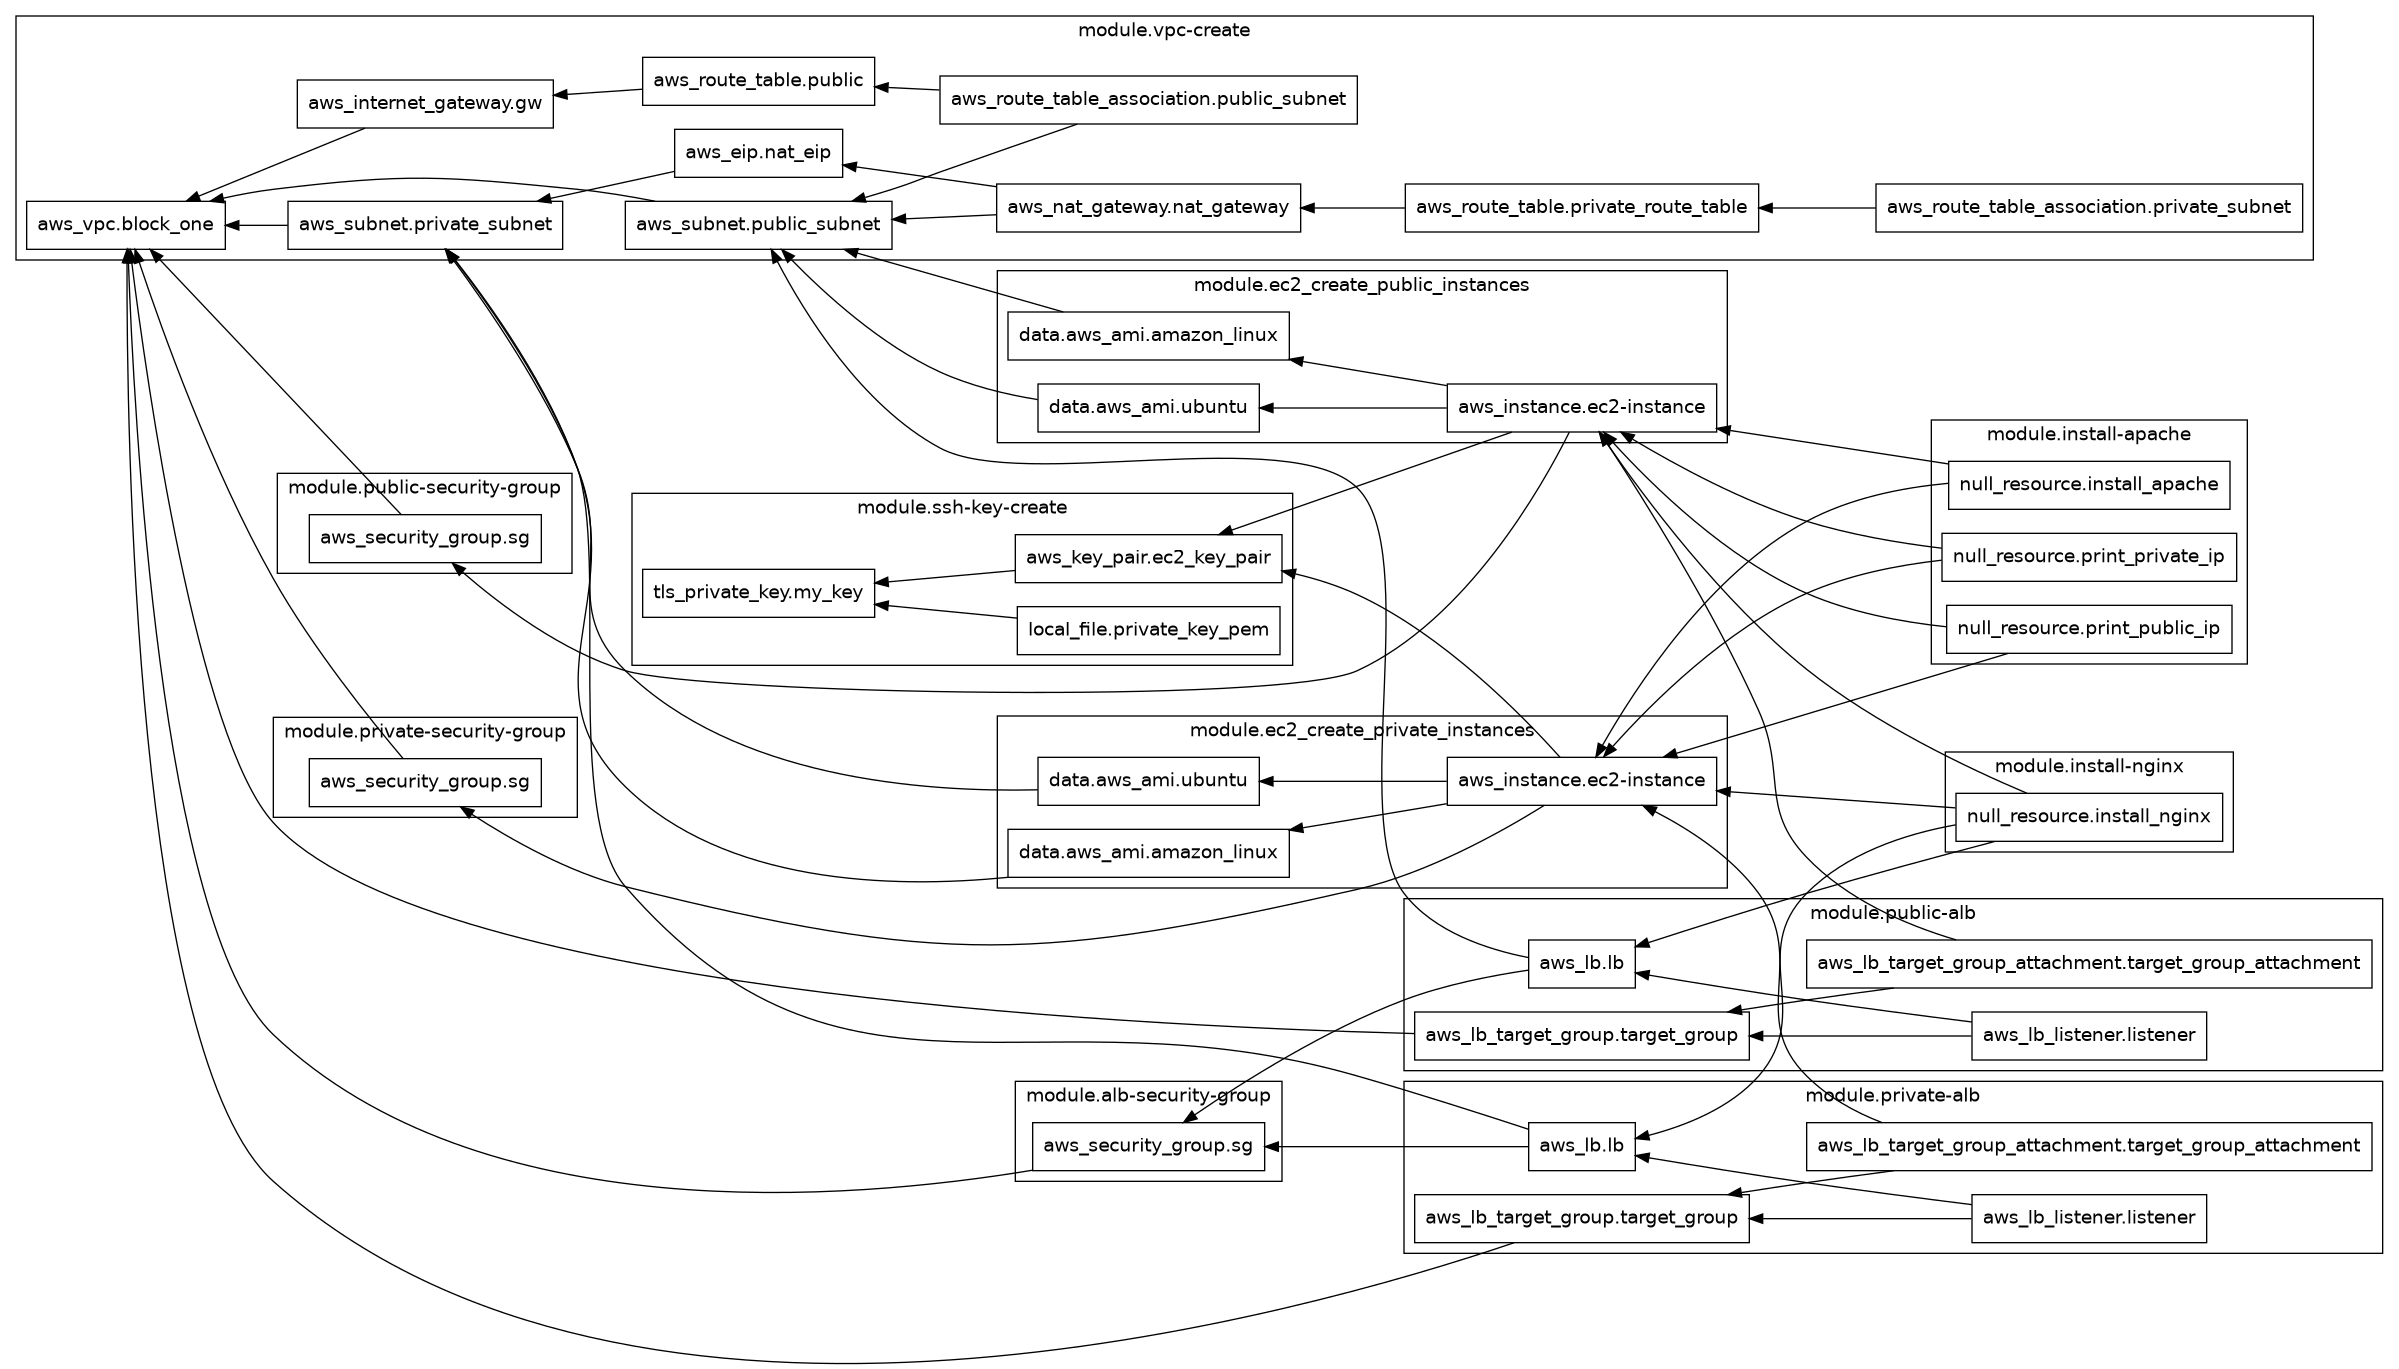 module.vpc-create
aws_route_table.public
aws_internet_gateway.gw
aws_route_table_association.public_subnet
aws_eip.nat_eip
aws_vpc.block_one
aws_subnet.private_subnet
aws_subnet.public_subnet
aws_nat_gateway.nat_gateway
aws_route_table.private_route_table
aws_route_table_association.private_subnet
module.ec2_create_public_instances
data.aws_ami.amazon_linux
data.aws_ami.ubuntu
aws_instance.ec2-instance
module.install-apache
null_resource.install_apache
null_resource.print_private_ip
null_resource.print_public_ip
module.public-security-group
aws_security_group.sg
module.ssh-key-create
aws_key_pair.ec2_key_pair
tls_private_key.my_key
local_file.private_key_pem
module.private-security-group
aws_security_group.sg
module.ec2_create_private_instances
data.aws_ami.ubuntu
aws_instance.ec2-instance
data.aws_ami.amazon_linux
module.install-nginx
null_resource.install_nginx
module.public-alb
aws_lb.lb
aws_lb_target_group_attachment.target_group_attachment
aws_lb_target_group.target_group
aws_lb_listener.listener
module.alb-security-group
aws_security_group.sg
module.private-alb
aws_lb.lb
aws_lb_target_group_attachment.target_group_attachment
aws_lb_target_group.target_group
aws_lb_listener.listener